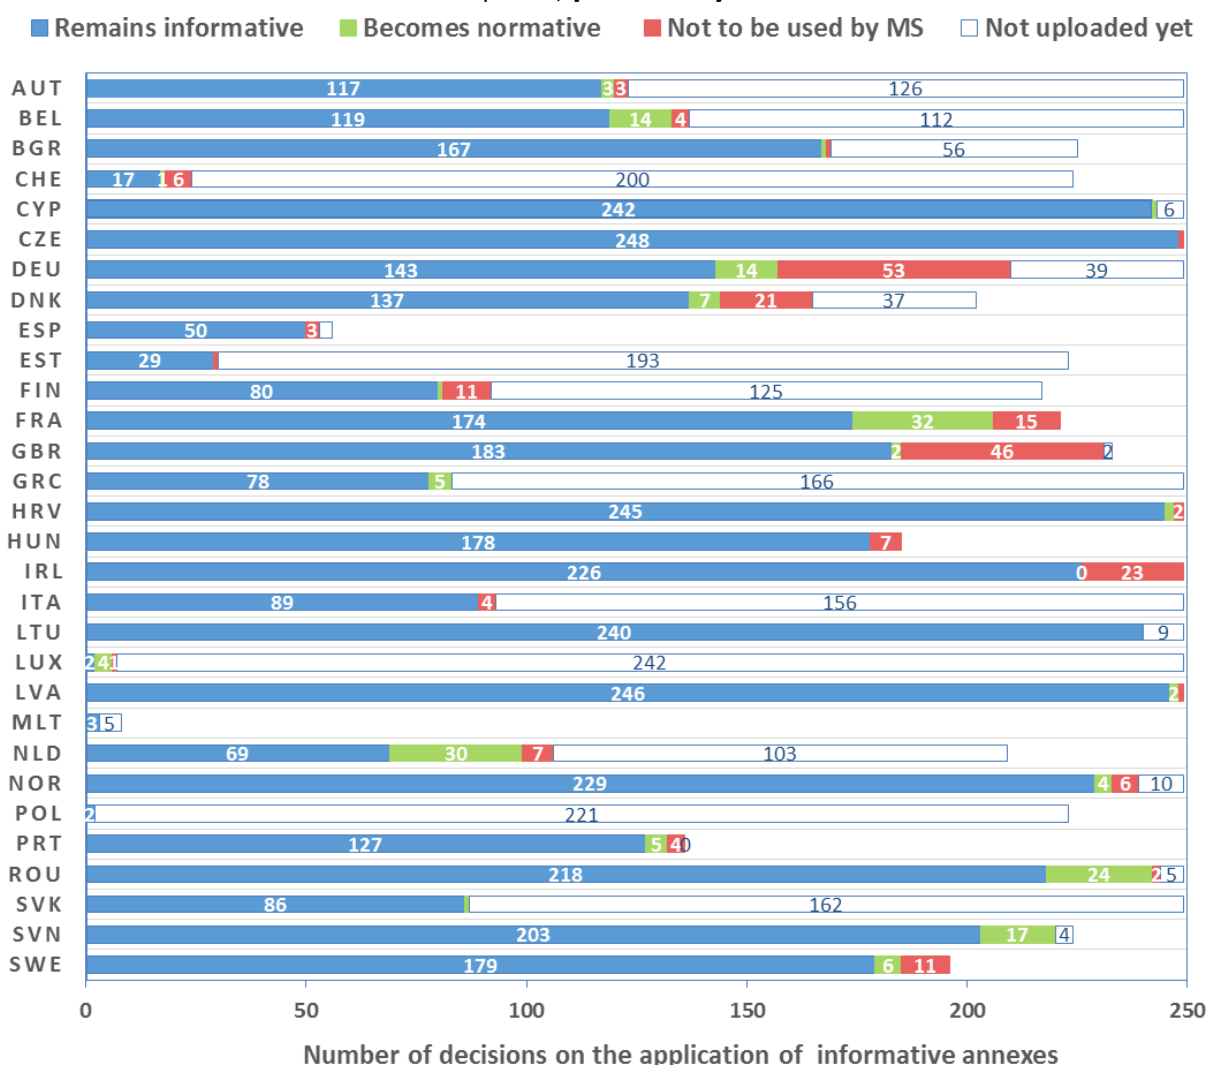 Remains informative Becomes normative Not to be used by MS Not uploaded yet
AUT 117 3 3 126
BEL 119 14 4 112
BGR 167 56
CHE 17 1 6 200
CYP 242 6
CZE 248
DEU 143 14 53 39
DNK 137 7 21 37
ESP 50 3
EST 29 193
FIN 80 11 125
FRA 174 32 15
GBR 183 2 46 2
GRC 78 5 166
HRV 245 2
HUN 178 7
IRL 226 0 23
ITA 89 4 156
LTU 240 9
LUX 2 4 1 242
LVA 246 2
MLT 3 5
NLD 69 30 7 103
NOR 229 4 6 10
POL 2 221
PRT 127 5 4 0
ROU 218 24 2 5
SVK 86 162
SVN 203 17 4
SWE 179 6 11
0 50 100 150 200 250
Number of decisions on the application of informative annexes